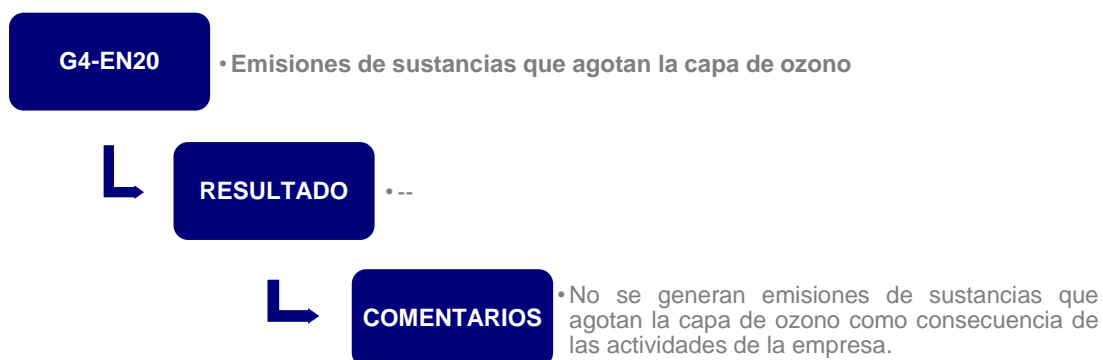 G4-EN20
• Emisiones de sustancias que agotan la capa de ozono
RESULTADO
• --
COMENTARIOS
• No se generan emisiones de sustancias que
agotan la capa de ozono como consecuencia de
las actividades de la empresa.